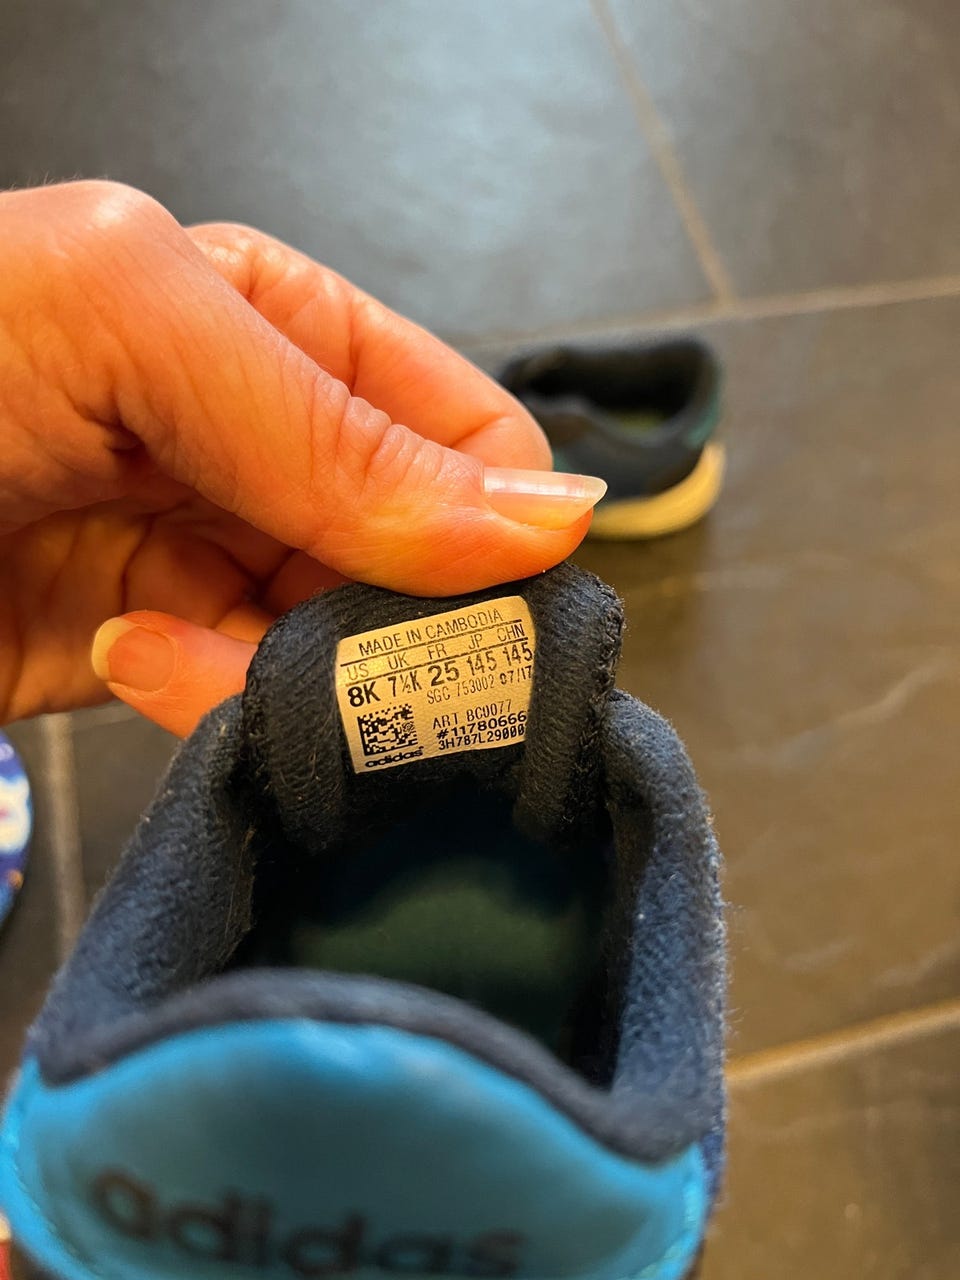 MADE IN CAMBODIA
US UK FR JP CHN
8K 7½K 25 145 145
SGC 753002 07/17
ART BC0077
#11780666
3H7B7L29000
adidas
adidas